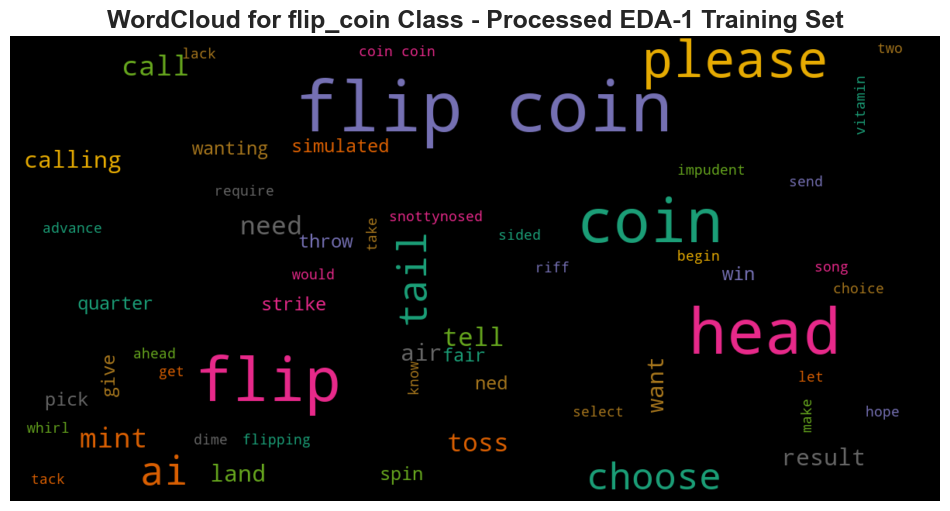 WordCloud for flip_coin Class - Processed EDA-1 Training Set
lack
coin coin
two
call
please
flip coin
vitamin
calling
wanting
simulated
impudent
send
require
need
snottynosed
coin
advance
throw
take
sided
begin
tail
riff
win
song
would
choice
quarter
strike
head
tell
ahead
air
fair
get
give
flip
know
ned
want
let
pick
select
make
hope
whirl
mint
dime
flipping
toss
result
tack
ai
land
spin
choose